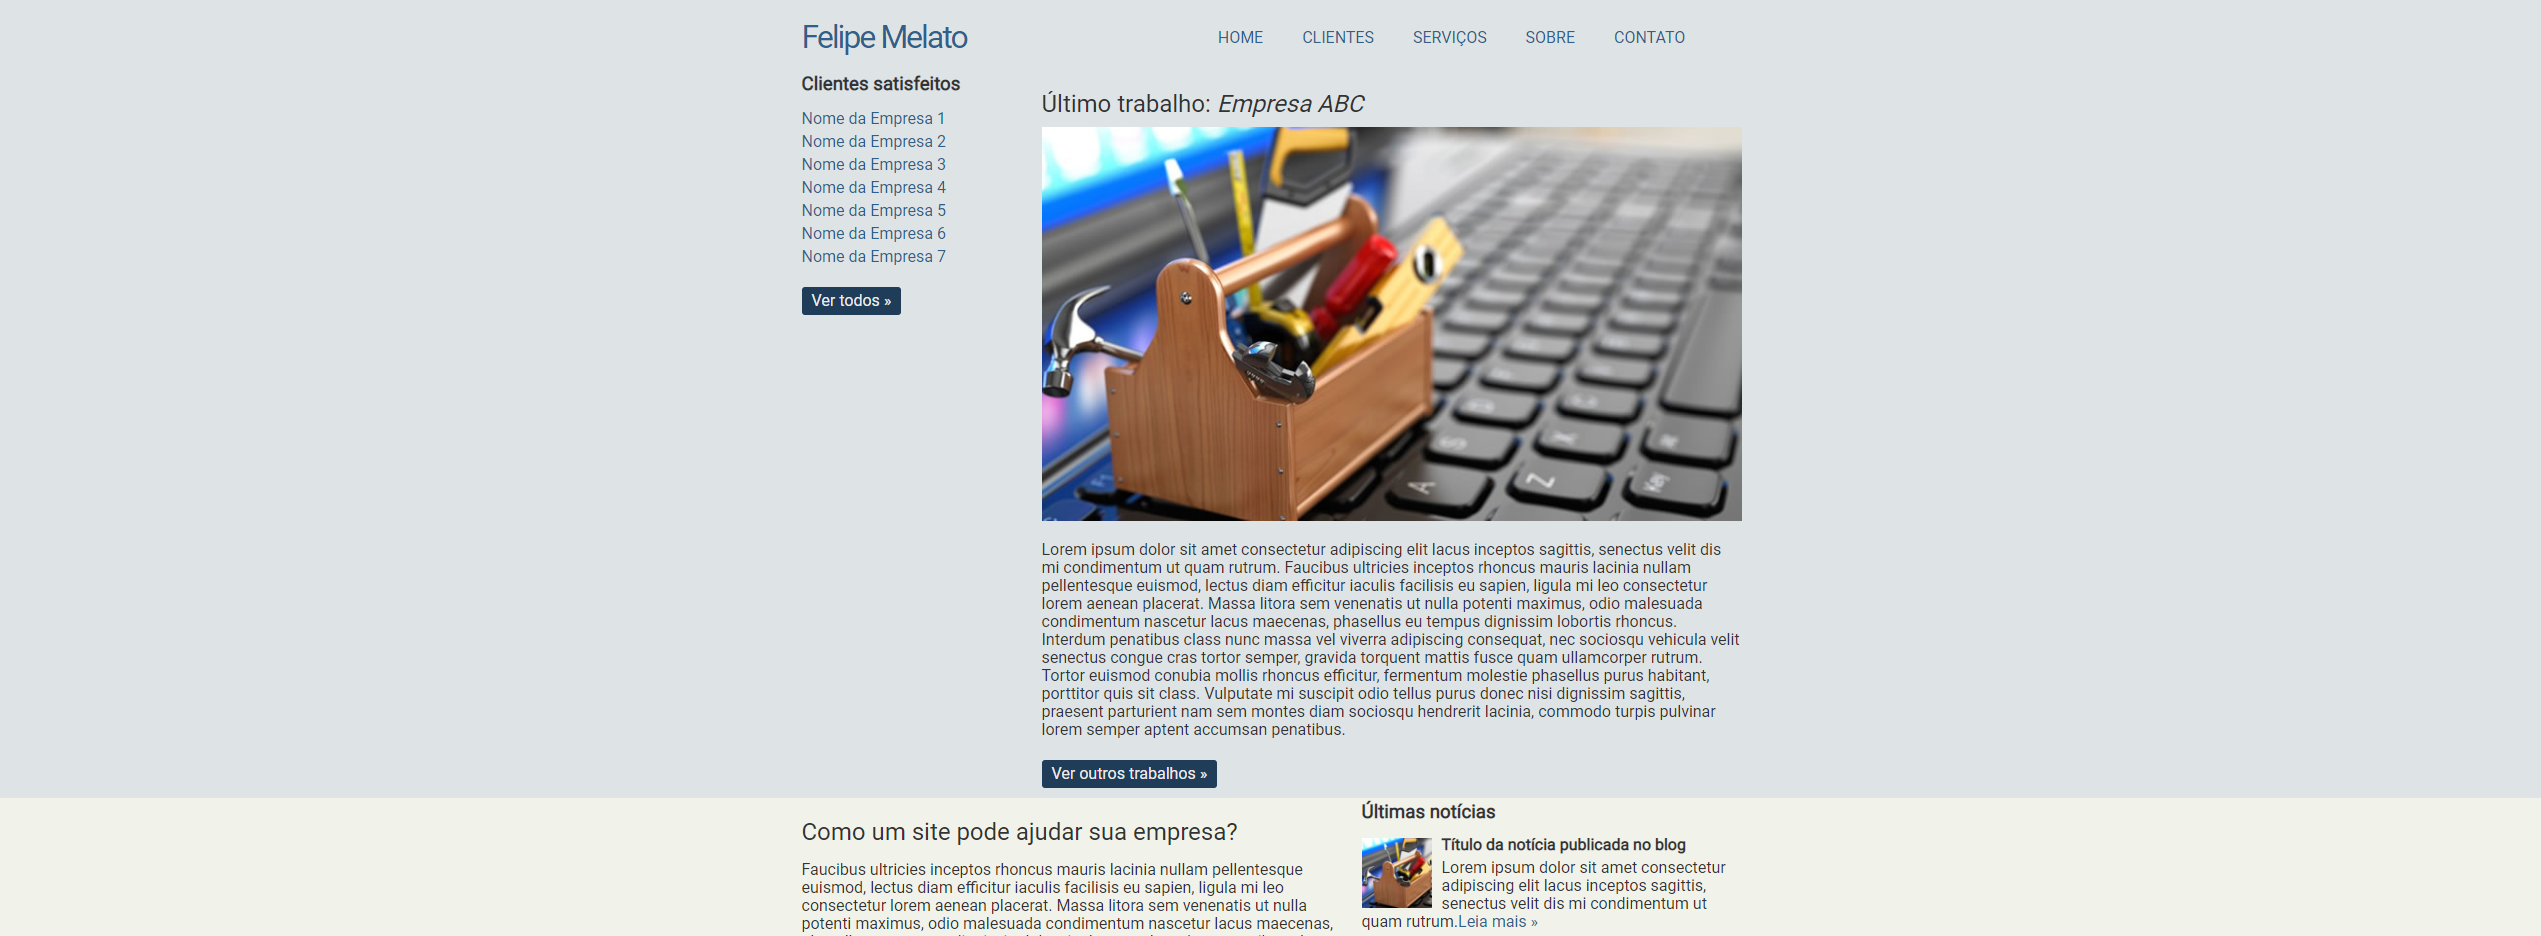 Felipe Melato
HOME CLIENTES SERVIÇOS SOBRE CONTATO
Clientes satisfeitos
Nome da Empresa 1
Nome da Empresa 2
Nome da Empresa 3
Nome da Empresa 4
Nome da Empresa 5
Nome da Empresa 6
Nome da Empresa 7
Ver todos »
Último trabalho: Empresa ABC
A
Z
Key
S
X
Lorem ipsum dolor sit amet consectetur adipiscing elit lacus inceptos sagittis, senectus velit dis
mi condimentum ut quam rutrum. Faucibus ultricies inceptos rhoncus mauris lacinia nullam
pellentesque euismod, lectus diam efficitur iaculis facilisis eu sapien, ligula mi leo consectetur
lorem aenean placerat. Massa litora sem venenatis ut nulla potenti maximus, odio malesuada
condimentum nascetur lacus maecenas, phasellus eu tempus dignissim lobortis rhoncus.
Interdum penatibus class nunc massa vel viverra adipiscing consequat, nec sociosqu vehicula velit
senectus congue cras tortor semper, gravida torquent mattis fusce quam ullamcorper rutrum.
Tortor euismod conubia mollis rhoncus efficitur, fermentum molestie phasellus purus habitant,
porttitor quis sit class. Vulputate mi suscipit odio tellus purus donec nisi dignissim sagittis,
praesent parturient nam sem montes diam sociosqu hendrerit lacinia, commodo turpis pulvinar
lorem semper aptent accumsan penatibus.
Ver outros trabalhos »
Como um site pode ajudar sua empresa?
Faucibus ultricies inceptos rhoncus mauris lacinia nullam pellentesque
euismod, lectus diam efficitur iaculis facilisis eu sapien, ligula mi leo
consectetur lorem aenean placerat. Massa litora sem venenatis ut nulla
potenti maximus, odio malesuada condimentum nascetur lacus maecenas,
Últimas notícias
Título da notícia publicada no blog
Lorem ipsum dolor sit amet consectetur
adipiscing elit lacus inceptos sagittis,
senectus velit dis mi condimentum ut
quam rutrum.Leia mais »